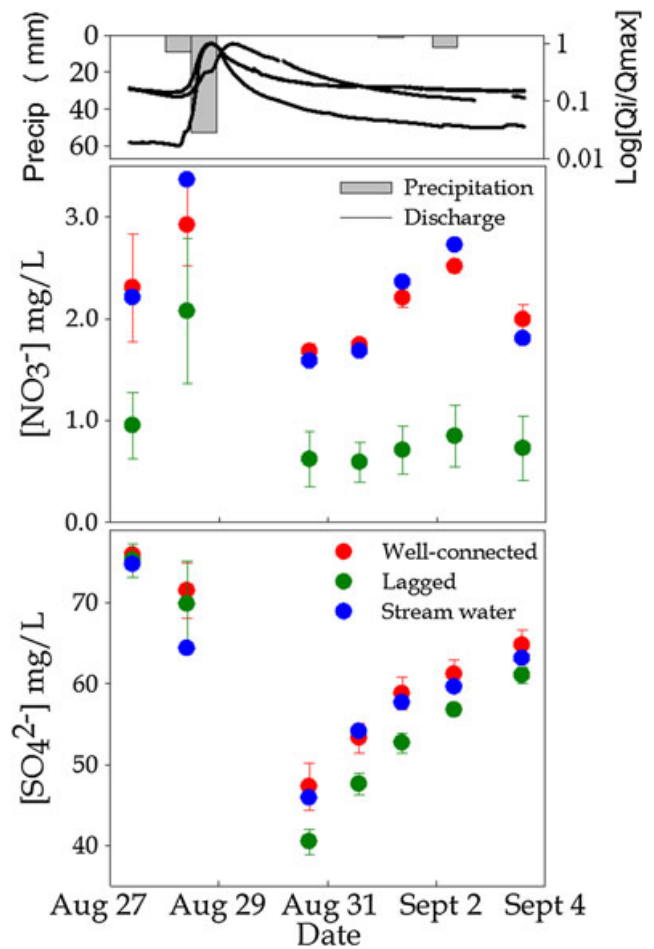 Precip (mm)
0
20
40
60
1
0.1
0.01
Log[Qi/Qmax]
[NO3-] mg/L
3.0
2.0
1.0
0.0
Precipitation
Discharge
[SO42-] mg/L
70
60
50
40
Well-connected
Lagged
Stream water
Aug 27 Aug 29 Aug 31 Sept 2 Sept 4
Date